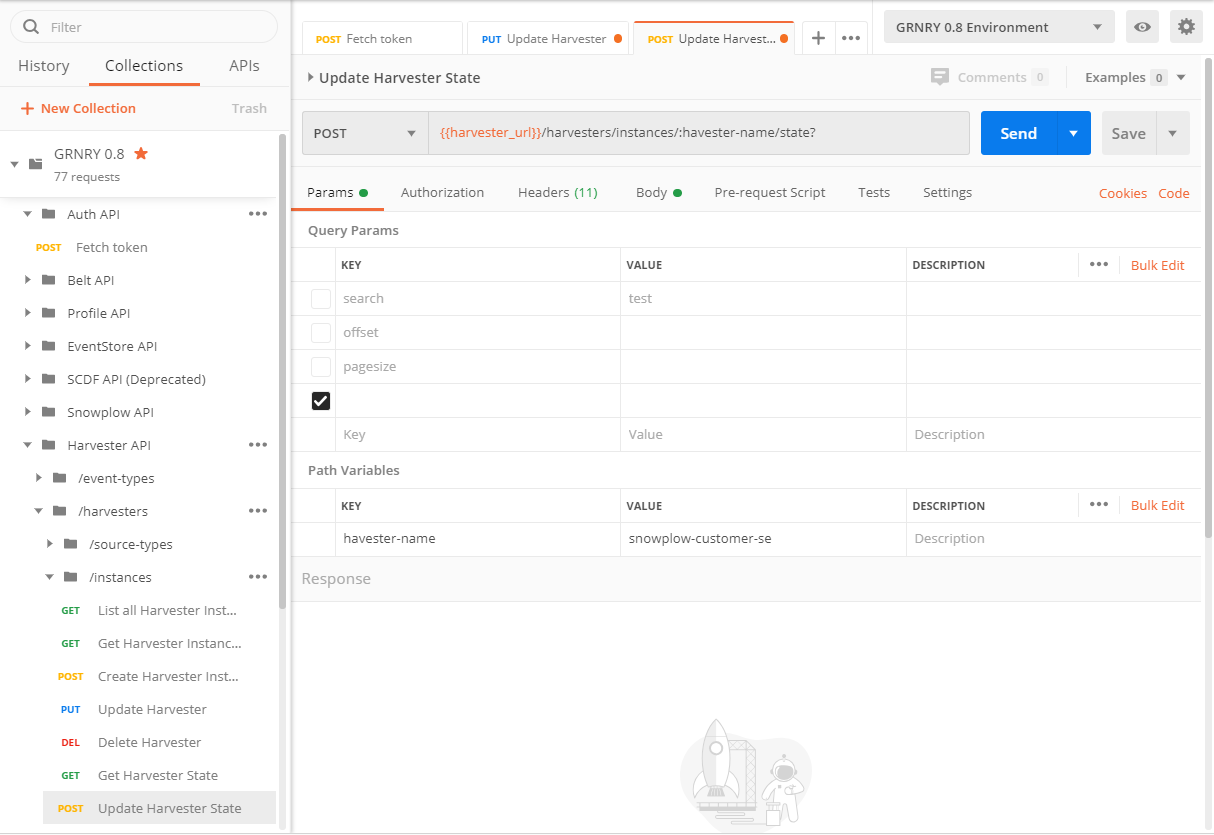 Filter
History Collections APIs
+ New Collection Trash
GRNRY 0.8
77 requests
Auth API •••
POST Fetch token
Belt API
Profile API
EventStore API
SCDF API (Deprecated)
Snowplow API
Harvester API •••
/event-types
/harvesters •••
/source-types
/instances •••
GET List all Harvester Inst...
GET Get Harvester Instanc...
POST Create Harvester Inst...
PUT Update Harvester
DEL Delete Harvester
GET Get Harvester State
POST Update Harvester State
POST Fetch token PUT Update Harvester POST Update Harvest... + ••• GRNRY 0.8 Environment
Update Harvester State Comments 0 Examples 0
POST {{harvester_url}}/harvesters/instances/:havester-name/state? Send Save
Params Authorization Headers (11) Body Pre-request Script Tests Settings Cookies Code
Query Params
KEY VALUE DESCRIPTION ••• Bulk Edit
search test
offset
pagesize
Key Value Description
Path Variables
KEY VALUE DESCRIPTION ••• Bulk Edit
havester-name snowplow-customer-se Description
Response